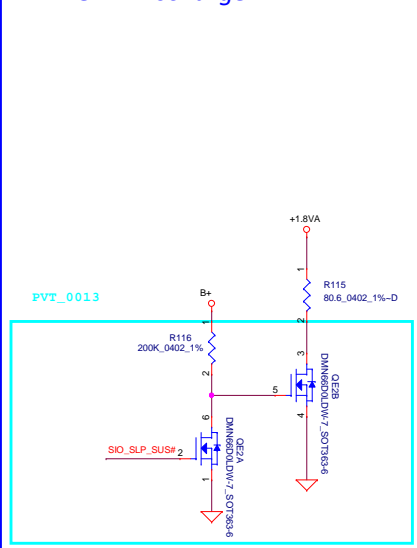 +1.8VA
1
R115
80.6_0402_1%~D
2
PVT_0013
B+
1
R116
200K_0402_1%
2
3
QE2B
DMN66D0LDW-7_SOT363-6
5
4
6
QE2A
DMN66D0LDW-7_SOT363-6
SIO_SLP_SUS# 2
1